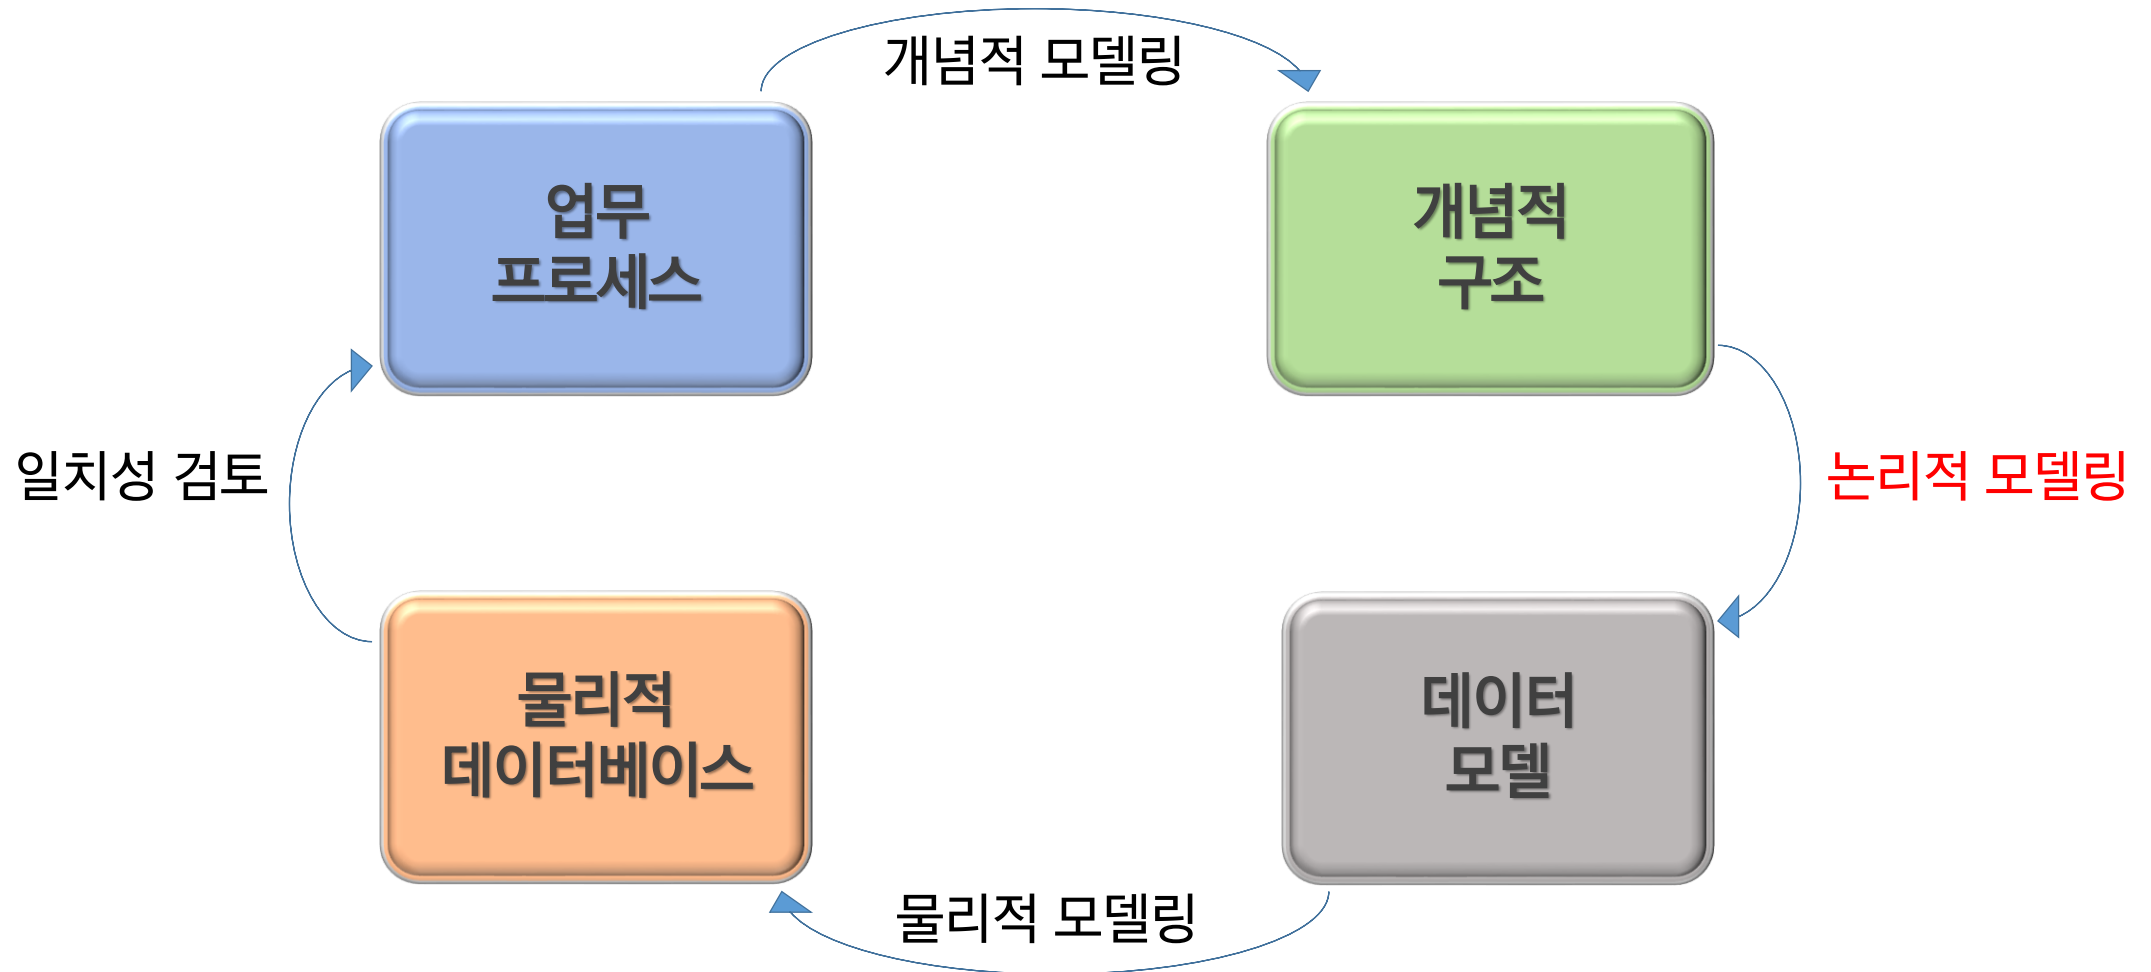 개념적 모델링
업무
프로세스
개념적
구조
일치성 검토
논리적 모델링
물리적
데이터베이스
데이터
모델
물리적 모델링